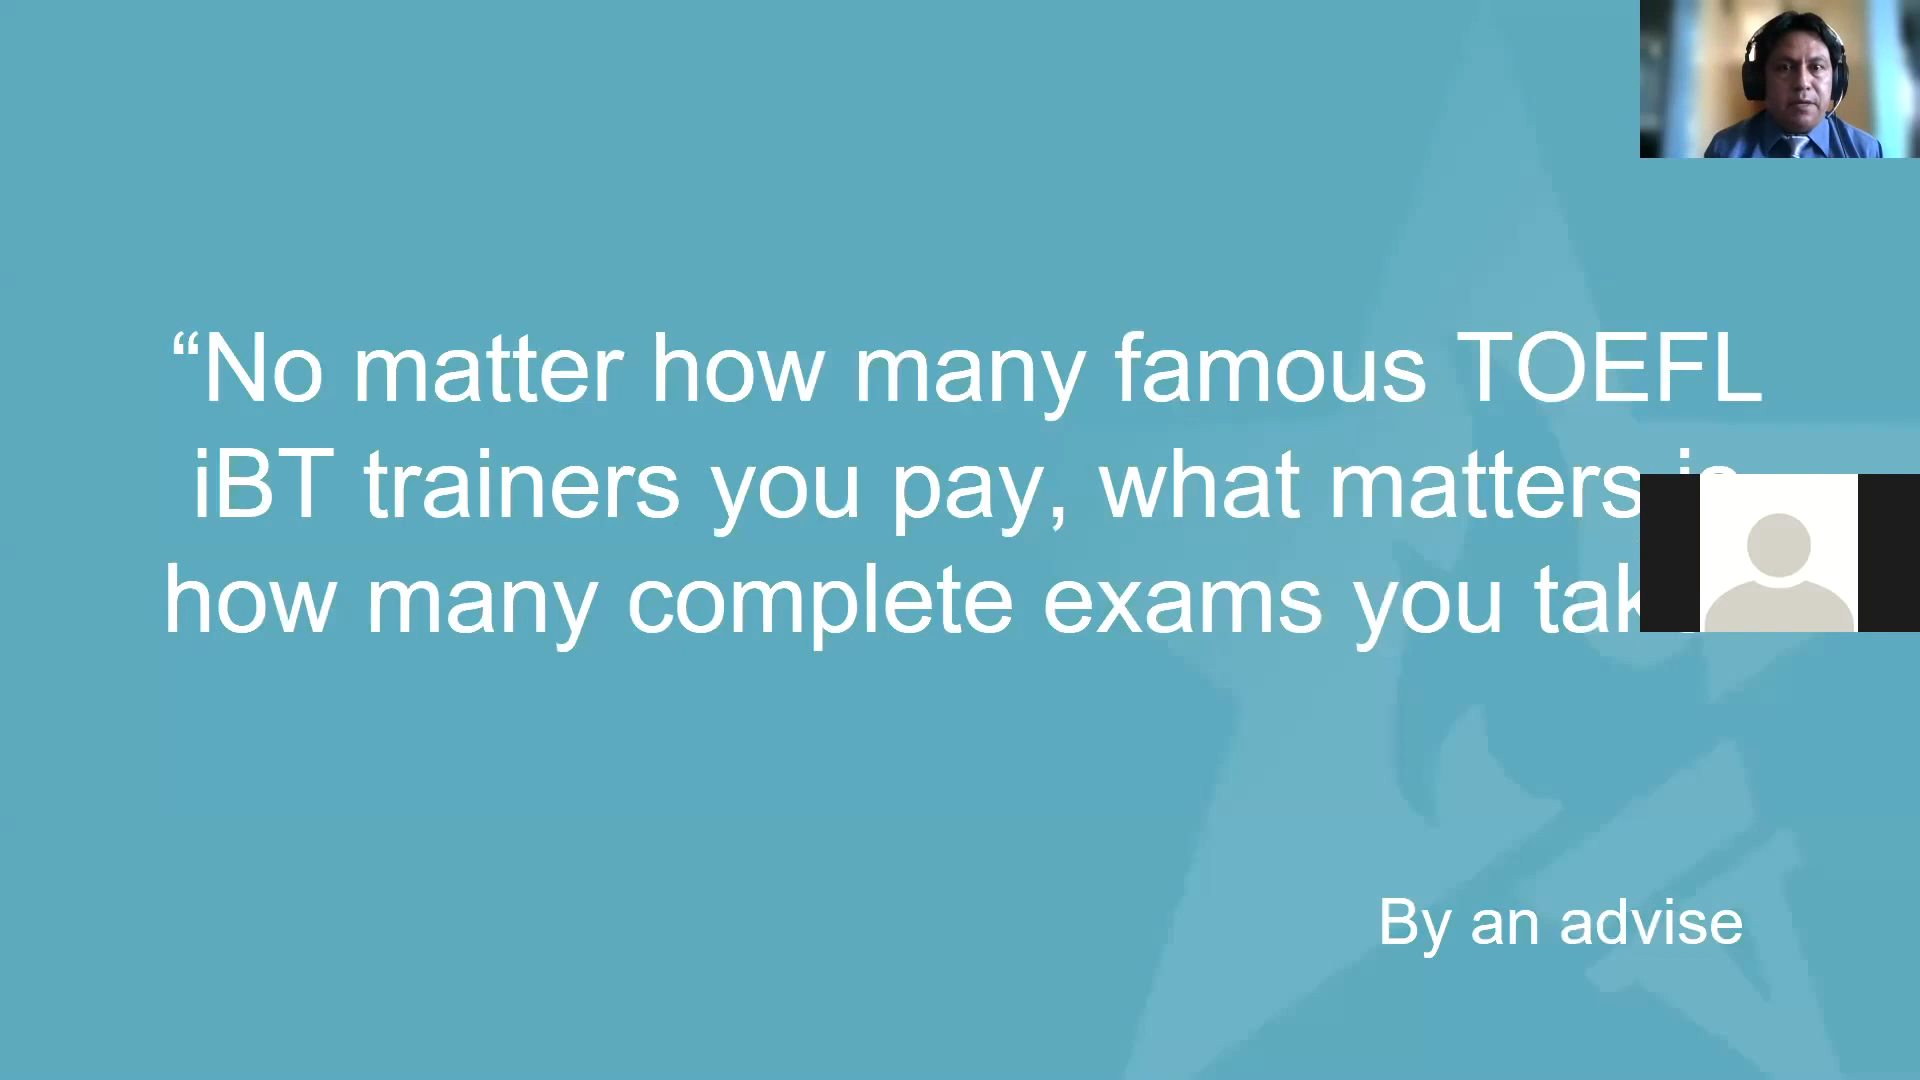 “No matter how many famous TOEFL
iBT trainers you pay, what matters
how many complete exams you
By an advise